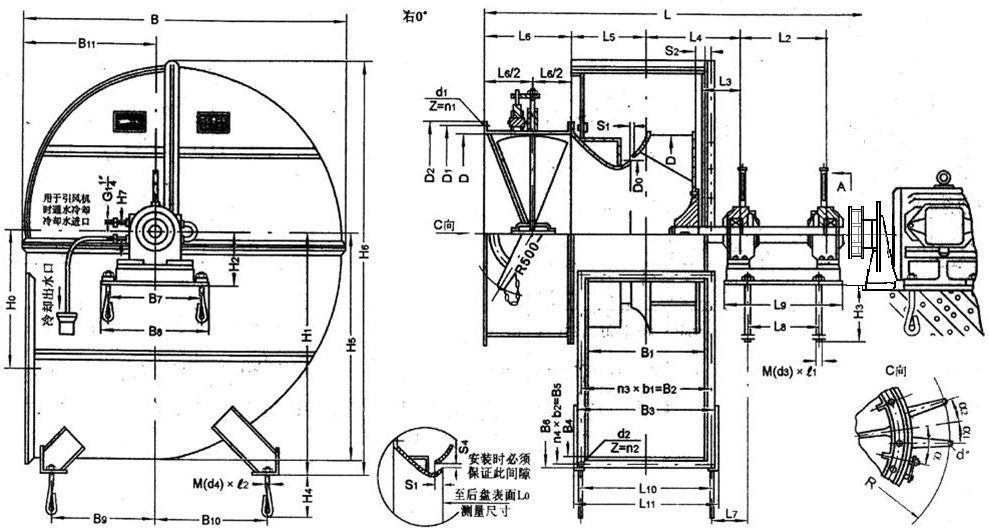 B
B11
右0°
L
L6
L5
L4
L2
S2
L3
L6/2
L6/2
d1
Z=n1
S1
D2
D1
D
D0
D
A
用于引风机
时通水冷却
冷却水进口
G1¼"
H7
H6
C向
R500
H0
冷却出水口
H2
B7
B8
H1
H5
L9
L8
H3
B1
M(d3)×ℓ1
C向
n3×b1=B2
B3
B6
n4×b2=B5
B4
d2
Z=n2
S4
安装时必须
保证此间隙
S1
至后盘表面L0
测量尺寸
M(d4)×ℓ2
H4
B9
B10
L10
L11
L7
R
α
d°